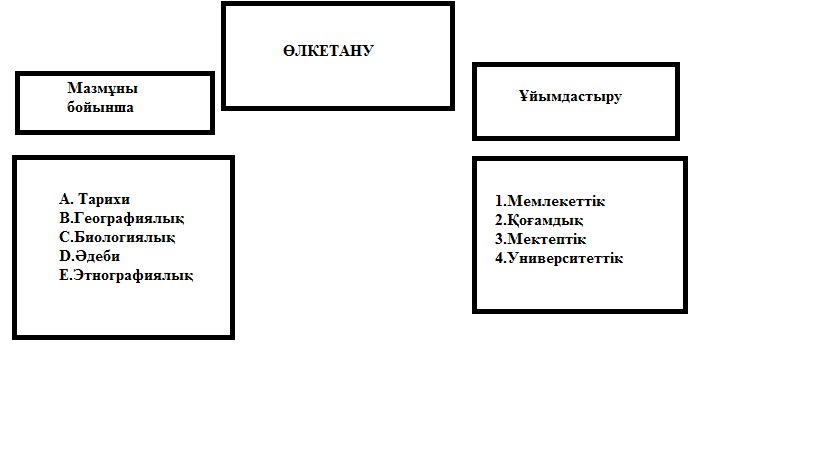 ӨЛКЕТАНУ
Мазмұны
бойынша
Ұйымдастыру
A. Тарихи
B.Географиялық
C.Биологиялық
D.Әдеби
E.Этнографиялық
1.Мемлекеттік
2.Қоғамдық
3.Мектептік
4.Университеттік